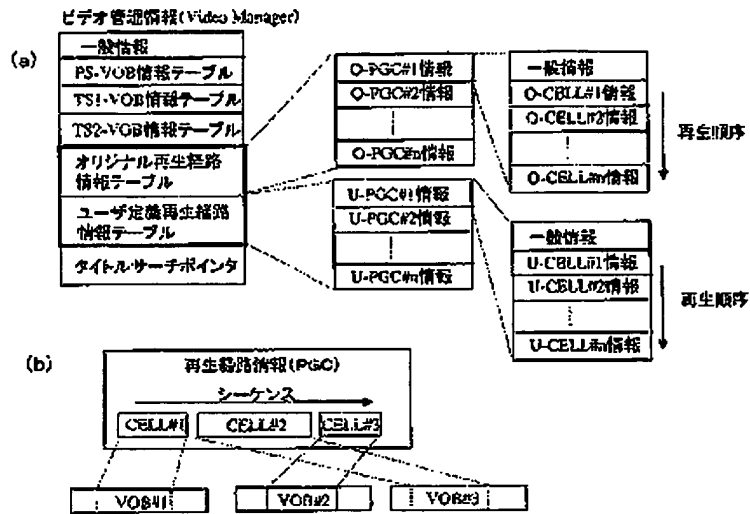 ビデオ管理情報(Video Manager)
(a)
一般情報
PS-VOB情報テーブル
TS1-VOB情報テーブル
TS2-VOB情報テーブル
オリジナル再生経路
情報テーブル
ユーザ定義再生経路
情報テーブル
タイトルサーチポインタ
O-PGC#1情報
O-PGC#2情報
O-PGC#n情報
U-PGC#1情報
U-PGC#2情報
U-PGC#n情報
一般情報
O-CELL#1情報
O-CELL#2情報
O-CELL#n情報
再生順序
一般情報
U-CELL#1情報
U-CELL#2情報
U-CELL#n情報
再生順序
(b)
再生経路情報(PGC)
シーケンス
CELL#1
CELL#2
CELL#3
VOB#1
VOB#2
VOB#3